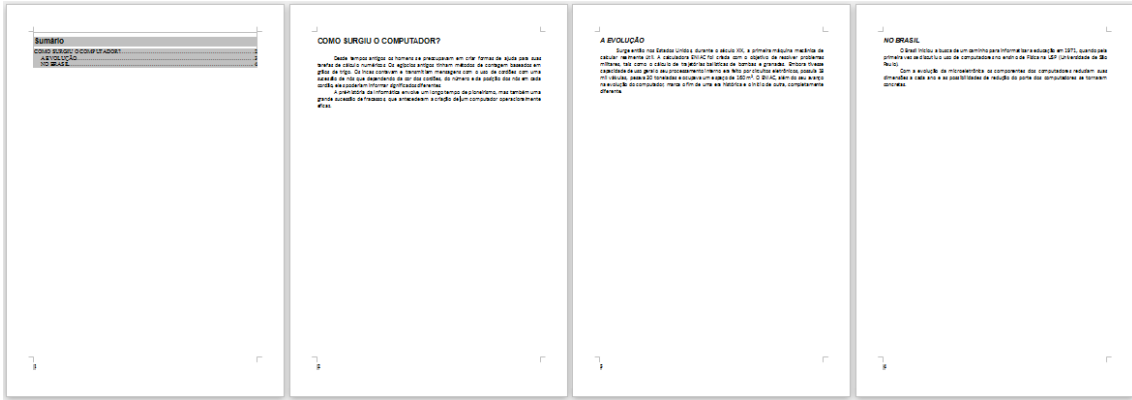 Sumário
COMO SURGIU O COMPUTADOR?
A EVOLUÇÃO
NO BRASIL
COMO SURGIU O COMPUTADOR?
Desde tempos antigos os homens se preocupavam em criar formas de ajuda para suas
tarefas de cálculo numéricos. Os egípcios antigos tinham métodos de contagem baseados em
grãos de trigo. Os Incas contavam e transmitiam mensagens com o uso de cordões com uma
sucessão de nós que dependendo da cor dos cordões, do número e da posição dos nós em cada
cordão, eles poderiam informar significados diferentes.
A pré-história da informática envolve um longo tempo de pioneirismo, mas também uma
grande sucessão de fracassos, que antecederam a criação de um computador operacionalmente
eficaz.
A EVOLUÇÃO
Surge então nos Estados Unidos, durante o século XX, a primeira máquina mecânica de
calcular realmente útil. A calculadora ENIAC foi criada com o objetivo de resolver problemas
militares, tais como o cálculo de trajetórias balísticas de bombas e granadas. Embora tivesse
capacidade de uso geral o seu processamento interno era feito por circuitos eletrônicos, possuía 18
mil válvulas, pesava 30 toneladas e ocupava um espaço de 160 m². O ENIAC, além do seu avanço
na evolução do computador, marca o fim de uma era histórica e o início de outra, completamente
diferente.
NO BRASIL
O Brasil iniciou a busca de um caminho para informatizar a educação em 1971, quando pela
primeira vez se discutiu o uso de computadores no ensino de Física na USP (Universidade de São
Paulo).
Com a evolução da microeletrônica os componentes dos computadores reduziram suas
dimensões a cada ano e as possibilidades de redução do porte dos computadores se tornaram
concretas.